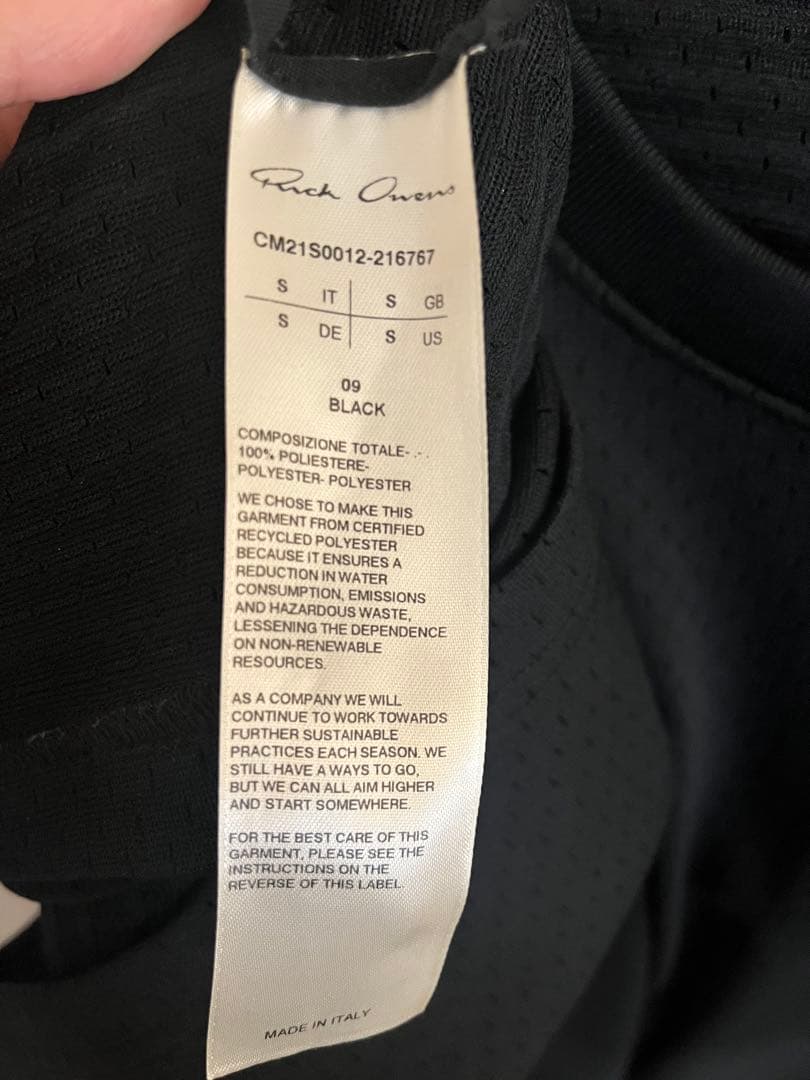 Rick Owens
CM21S0012-216767
S IT S GB
S DE S US
09
BLACK
COMPOSIZIONE TOTALE- . - .
100% POLIESTERE-
POLYESTER- POLYESTER
WE CHOSE TO MAKE THIS
GARMENT FROM CERTIFIED
RECYCLED POLYESTER
BECAUSE IT ENSURES A
REDUCTION IN WATER
CONSUMPTION, EMISSIONS
AND HAZARDOUS WASTE,
LESSENING THE DEPENDENCE
ON NON-RENEWABLE
RESOURCES.
AS A COMPANY WE WILL
CONTINUE TO WORK TOWARDS
FURTHER SUSTAINABLE
PRACTICES EACH SEASON. WE
STILL HAVE A WAYS TO GO,
BUT WE CAN ALL AIM HIGHER
AND START SOMEWHERE.
FOR THE BEST CARE OF THIS
GARMENT, PLEASE SEE THE
INSTRUCTIONS ON THE
REVERSE OF THIS LABEL.
MADE IN ITALY